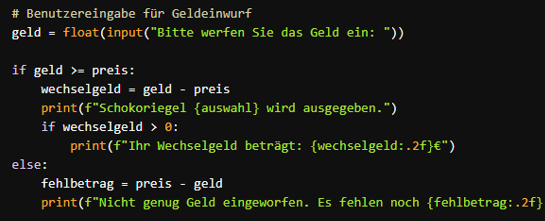 # Benutzereingabe für Geldeinwurf
geld = float(input("Bitte werfen Sie das Geld ein: "))
if geld >= preis:
wechselgeld = geld - preis
print(f"Schokoriegel {auswahl} wird ausgegeben.")
if wechselgeld > 0:
print(f"Ihr Wechselgeld beträgt: {wechselgeld:.2f}€")
else:
fehlbetrag = preis - geld
print(f"Nicht genug Geld eingeworfen. Es fehlen noch {fehlbetrag:.2f}